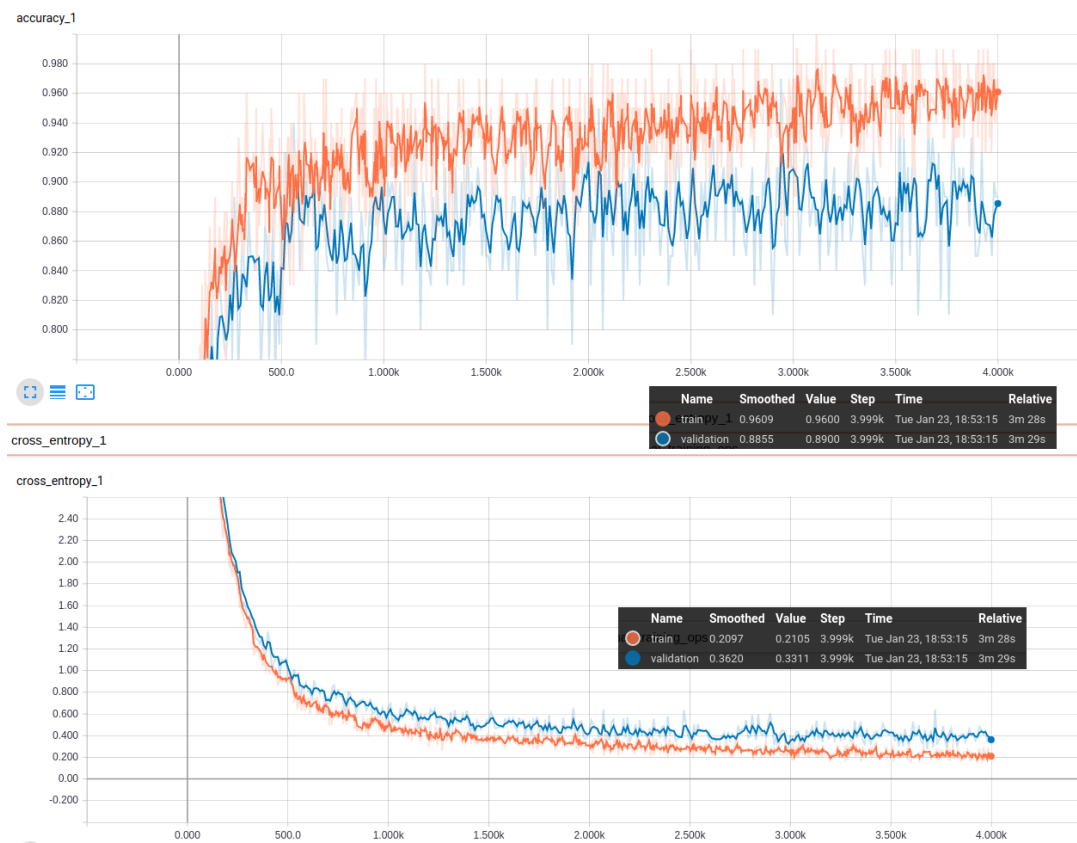 accuracy_1
0.980
0.960
0.940
0.920
0.900
0.880
0.860
0.840
0.820
0.800
0.000 500.0 1.000k 1.500k 2.000k 2.500k 3.000k 3.500k 4.000k
Name Smoothed Value Step Time Relative
train 0.9609 0.9600 3.999k Tue Jan 23, 18:53:15 3m 28s
validation 0.8855 0.8900 3.999k Tue Jan 23, 18:53:15 3m 29s
cross_entropy_1
cross_entropy_1
2.40
2.20
2.00
1.80
1.60
1.40
1.20
1.00
0.800
0.600
0.400
0.200
0.00
-0.200
Name Smoothed Value Step Time Relative
train 0.2097 0.2105 3.999k Tue Jan 23, 18:53:15 3m 28s
validation 0.3620 0.3311 3.999k Tue Jan 23, 18:53:15 3m 29s
0.000 500.0 1.000k 1.500k 2.000k 2.500k 3.000k 3.500k 4.000k